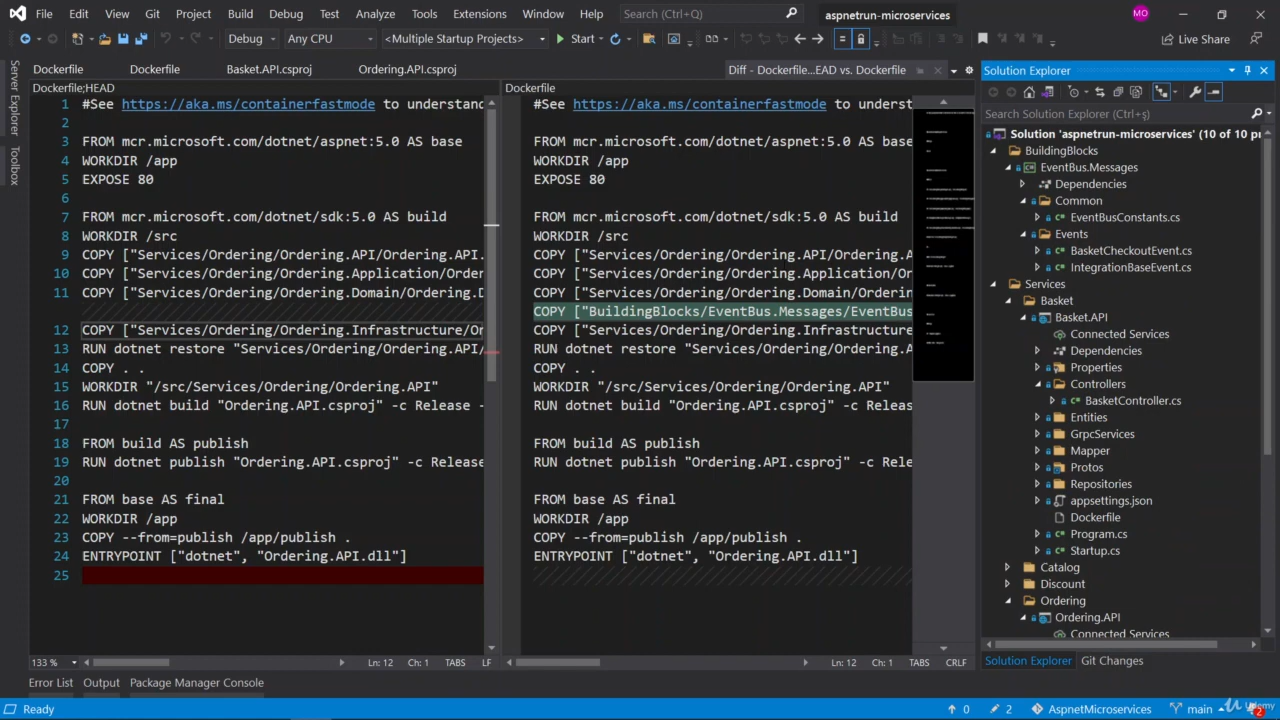 File Edit View Git Project Build Debug Test Analyze Tools Extensions Window Help Search (Ctrl+Q) aspnetrun-microservices MO
Debug Any CPU <Multiple Startup Projects> Start Live Share
Server Explorer
Toolbox
Dockerfile Dockerfile Basket.API.csproj Ordering.API.csproj Diff - Dockerfile...EAD vs. Dockerfile
Dockerfile;HEAD
1 #See https://aka.ms/containerfastmode to understand
2
3 FROM mcr.microsoft.com/dotnet/aspnet:5.0 AS base
4 WORKDIR /app
5 EXPOSE 80
6
7 FROM mcr.microsoft.com/dotnet/sdk:5.0 AS build
8 WORKDIR /src
9 COPY ["Services/Ordering/Ordering.API/Ordering.API.
10 COPY ["Services/Ordering/Ordering.Application/Order
11 COPY ["Services/Ordering/Ordering.Domain/Ordering.D
12 COPY ["Services/Ordering/Ordering.Infrastructure/Or
13 RUN dotnet restore "Services/Ordering/Ordering.API/
14 COPY . .
15 WORKDIR "/src/Services/Ordering/Ordering.API"
16 RUN dotnet build "Ordering.API.csproj" -c Release -
17
18 FROM build AS publish
19 RUN dotnet publish "Ordering.API.csproj" -c Release
20
21 FROM base AS final
22 WORKDIR /app
23 COPY --from=publish /app/publish .
24 ENTRYPOINT ["dotnet", "Ordering.API.dll"]
25
133 % Ln: 12 Ch: 1 TABS LF
Dockerfile
#See https://aka.ms/containerfastmode to underst
FROM mcr.microsoft.com/dotnet/aspnet:5.0 AS base
WORKDIR /app
EXPOSE 80
FROM mcr.microsoft.com/dotnet/sdk:5.0 AS build
WORKDIR /src
COPY ["Services/Ordering/Ordering.API/Ordering.A
COPY ["Services/Ordering/Ordering.Application/Or
COPY ["Services/Ordering/Ordering.Domain/Orderin
COPY ["BuildingBlocks/EventBus.Messages/EventBus
COPY ["Services/Ordering/Ordering.Infrastructure
RUN dotnet restore "Services/Ordering/Ordering.A
COPY . .
WORKDIR "/src/Services/Ordering/Ordering.API"
RUN dotnet build "Ordering.API.csproj" -c Releas
FROM build AS publish
RUN dotnet publish "Ordering.API.csproj" -c Rele
FROM base AS final
WORKDIR /app
COPY --from=publish /app/publish .
ENTRYPOINT ["dotnet", "Ordering.API.dll"]
Ln: 12 Ch: 1 TABS CRLF
Solution Explorer
Search Solution Explorer (Ctrl+ş)
Solution 'aspnetrun-microservices' (10 of 10 pr
BuildingBlocks
EventBus.Messages
Dependencies
Common
EventBusConstants.cs
Events
BasketCheckoutEvent.cs
IntegrationBaseEvent.cs
Services
Basket
Basket.API
Connected Services
Dependencies
Properties
Controllers
BasketController.cs
Entities
GrpcServices
Mapper
Protos
Repositories
appsettings.json
Dockerfile
Program.cs
Startup.cs
Catalog
Discount
Ordering
Ordering.API
Connected Services
Solution Explorer Git Changes
Error List Output Package Manager Console
Ready 0 2 AspnetMicroservices main Udemy 2